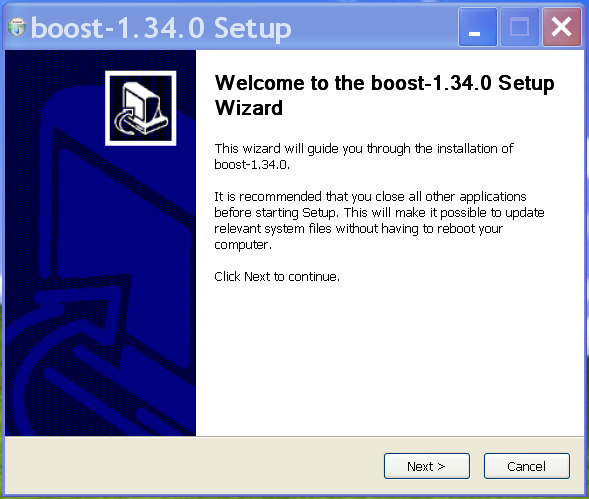 boost-1.34.0 Setup
Welcome to the boost-1.34.0 Setup
Wizard
This wizard will guide you through the installation of
boost-1.34.0.
It is recommended that you close all other applications
before starting Setup. This will make it possible to update
relevant system files without having to reboot your
computer.
Click Next to continue.
Next >
Cancel